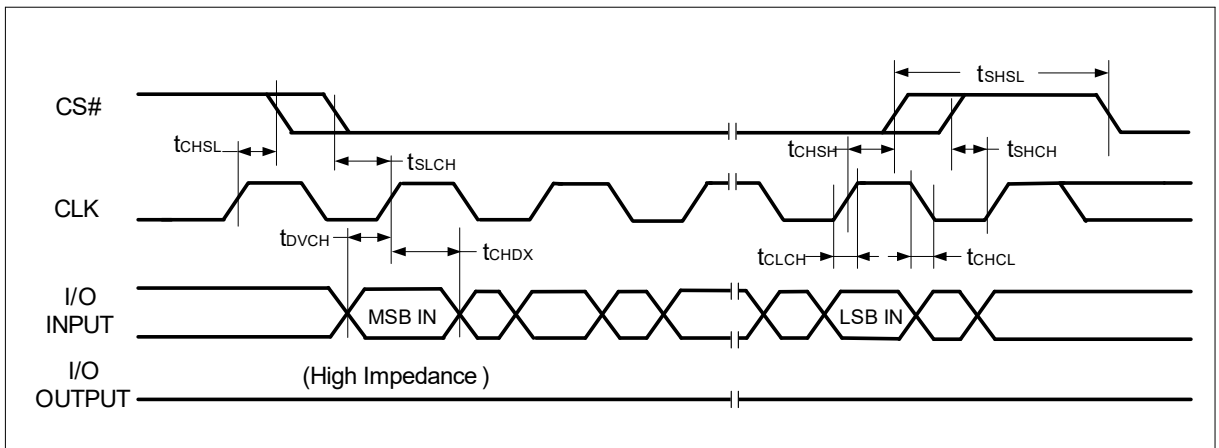 tSHSL
CS#
tCHSL
tSLCH
tCHSH
tSHCH
CLK
tDVCH
tCHDX
tCLCH
tCHCL
I/O
INPUT
MSB IN
LSB IN
I/O
OUTPUT
(High Impedance )